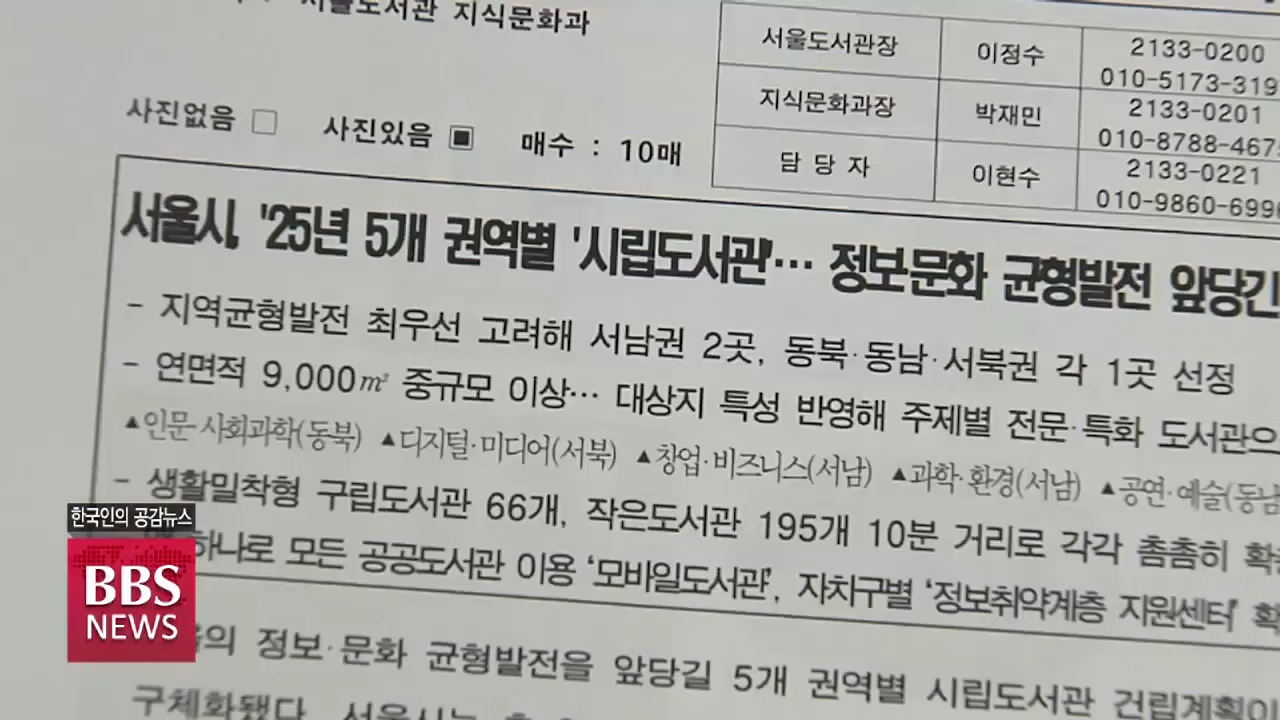 서울도서관 지식문화과
서울도서관장 이정수 2133-0200
010-5173-319
지식문화과장 박재민 2133-0201
010-8788-467
담 당 자 이현수 2133-0221
010-9860-699
사진없음 □ 사진있음 ▣ 매수 : 10매
서울시, '25년 5개 권역별 '시립도서관'… 정보문화 균형발전 앞당긴
- 지역균형발전 최우선 고려해 서남권 2곳, 동북·동남·서북권 각 1곳 선정
- 연면적 9,000㎡ 중규모 이상… 대상지 특성 반영해 주제별 전문·특화 도서관으
▲인문·사회과학(동북) ▲디지털·미디어(서북) ▲창업·비즈니스(서남) ▲과학·환경(서남) ▲공연·예술(동남
- 생활밀착형 구립도서관 66개, 작은도서관 195개 10분 거리로 각각 촘촘히 확
하나로 모든 공공도서관 이용 '모바일도서관', 자치구별 '정보취약계층 지원센터' 확
의 정보·문화 균형발전을 앞당길 5개 권역별 시립도서관 건립계획이
구체화됐다. 서울시는
한국인의 공감뉴스
BBS
NEWS